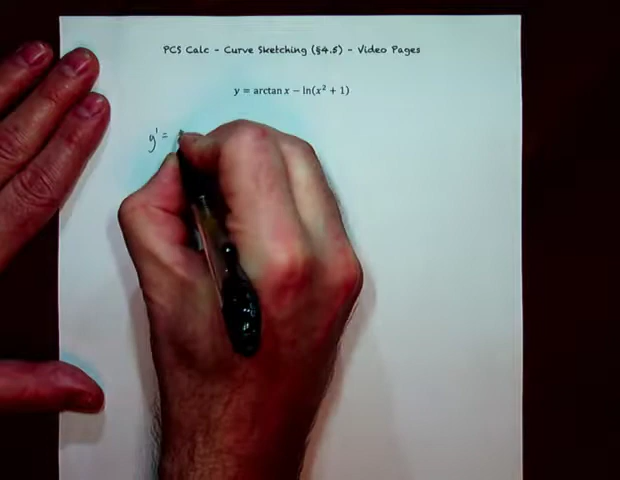 PCS Calc - Curve Sketching (§4.5) - Video Pages
y = arctan x − ln(x² + 1)
y' =